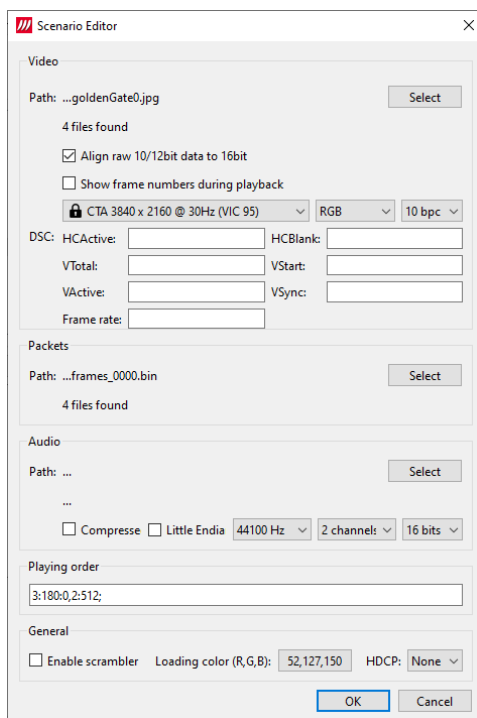 Scenario Editor
Video
Path: ...goldenGate0.jpg Select
4 files found
Align raw 10/12bit data to 16bit
Show frame numbers during playback
CTA 3840 x 2160 @ 30Hz (VIC 95) RGB 10 bpc
DSC: HCActive: HCBlank:
VTotal: VStart:
VActive: VSync:
Frame rate:
Packets
Path: ...frames_0000.bin Select
4 files found
Audio
Path: ... Select
...
Compresse Little Endia 44100 Hz 2 channels 16 bits
Playing order
3:180:0,2:512;
General
Enable scrambler Loading color (R,G,B): 52,127,150 HDCP: None
OK Cancel